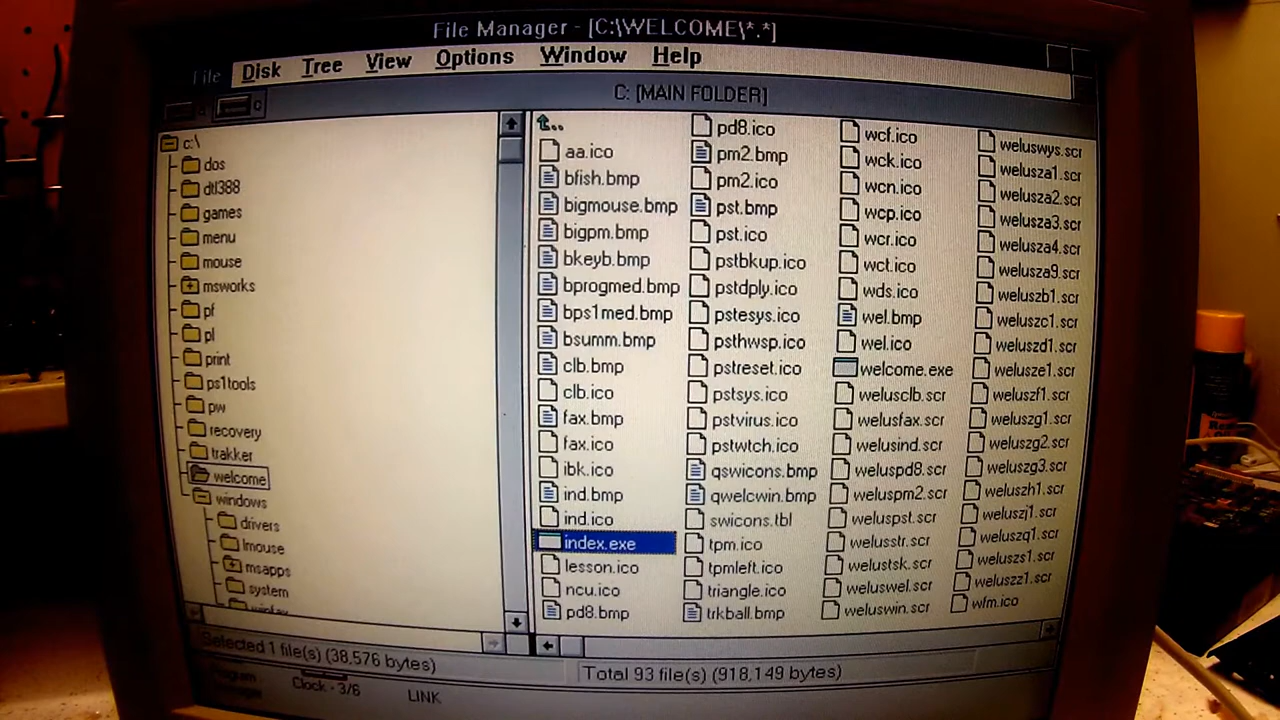 File Manager - [C:\WELCOME\*.*]
File Disk Tree View Options Window Help
C
C: [MAIN FOLDER]
c:\
dos
dtl388
games
menu
mouse
msworks
pf
pl
print
ps1tools
pw
recovery
trakker
welcome
windows
drivers
lmouse
msapps
system
winfax
..
aa.ico
bfish.bmp
bigmouse.bmp
bigpm.bmp
bkeyb.bmp
bprogmed.bmp
bps1med.bmp
bsumm.bmp
clb.bmp
clb.ico
fax.bmp
fax.ico
ibk.ico
ind.bmp
ind.ico
index.exe
lesson.ico
ncu.ico
pd8.bmp
pd8.ico
pm2.bmp
pm2.ico
pst.bmp
pst.ico
pstbkup.ico
pstdply.ico
pstesys.ico
psthwsp.ico
pstreset.ico
pstsys.ico
pstvirus.ico
pstwtch.ico
qswicons.bmp
qwelcwin.bmp
swicons.tbl
tpm.ico
tpmleft.ico
triangle.ico
trkball.bmp
wcf.ico
wck.ico
wcn.ico
wcp.ico
wcr.ico
wct.ico
wds.ico
wel.bmp
wel.ico
welcome.exe
welusclb.scr
welusfax.scr
welusind.scr
weluspd8.scr
weluspm2.scr
weluspst.scr
welusstr.scr
welustsk.scr
weluswel.scr
weluswin.scr
weluswys.scr
welusza1.scr
welusza2.scr
welusza3.scr
welusza4.scr
welusza9.scr
weluszb1.scr
weluszc1.scr
weluszd1.scr
welusze1.scr
weluszf1.scr
weluszg1.scr
weluszg2.scr
weluszg3.scr
weluszh1.scr
weluszj1.scr
weluszq1.scr
weluszs1.scr
weluszz1.scr
wfm.ico
Selected 1 file(s) (38,576 bytes)
Total 93 file(s) (918,149 bytes)
Program
Manager
Clock - 3/6
LINK